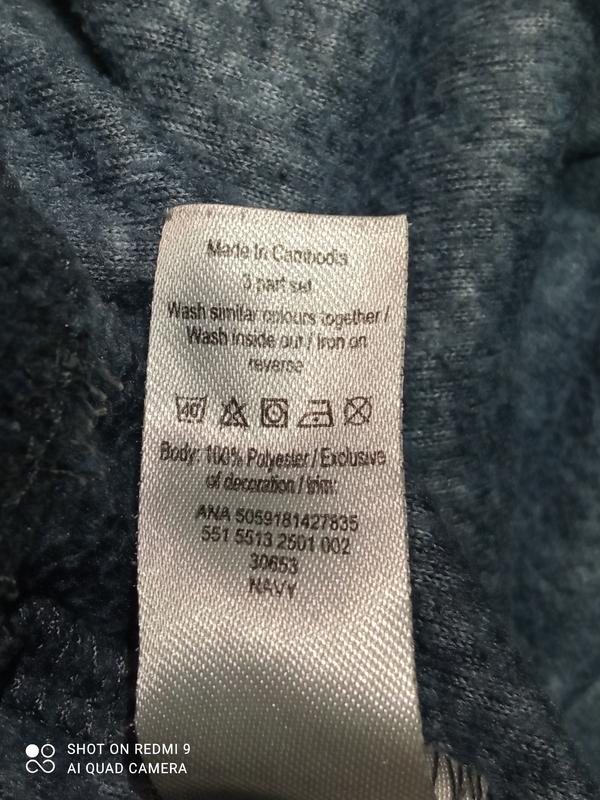 Made In Cambodia
3 part set
Wash similar colours together /
Wash inside out / Iron on
reverse
40
Body: 100% Polyester / Exclusive
of decoration / trim:
ANA 5059181427835
551 5513 2501 002
30653
NAVY
SHOT ON REDMI 9
AI QUAD CAMERA